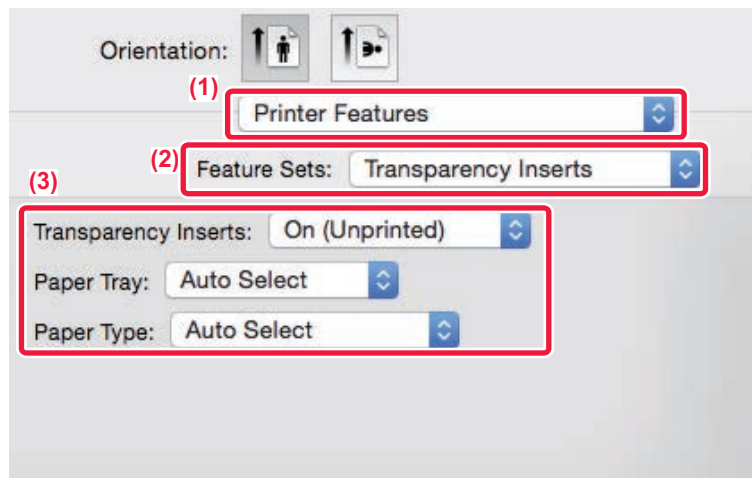 Orientation:
(1)
Printer Features
(2)
Feature Sets: Transparency Inserts
(3)
Transparency Inserts: On (Unprinted)
Paper Tray: Auto Select
Paper Type: Auto Select